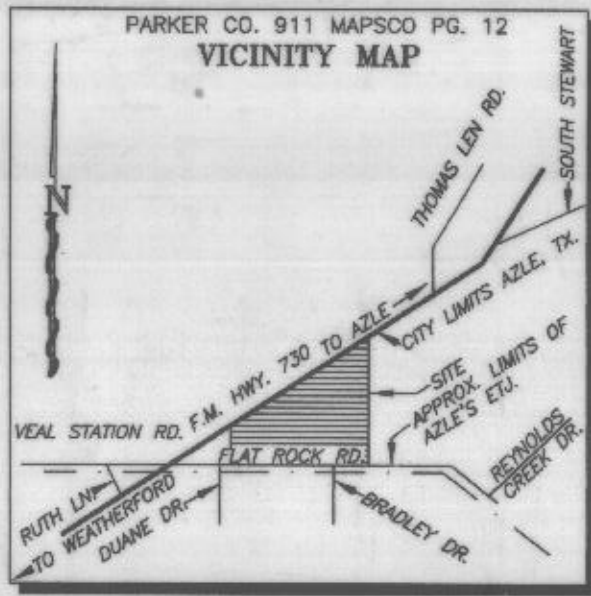 PARKER CO. 911 MAPSCO PG. 12
VICINITY MAP
SOUTH STEWART
THOMAS LEN RD.
N
F.M. HWY. 730 TO AZLE
CITY LIMITS AZLE, TX.
SITE
APPROX. LIMITS OF
AZLE'S ETJ.
VEAL STATION RD.
FLAT ROCK RD.
REYNOLDS
CREEK DR.
RUTH LN
TO WEATHERFORD
DUANE DR.
BRADLEY DR.